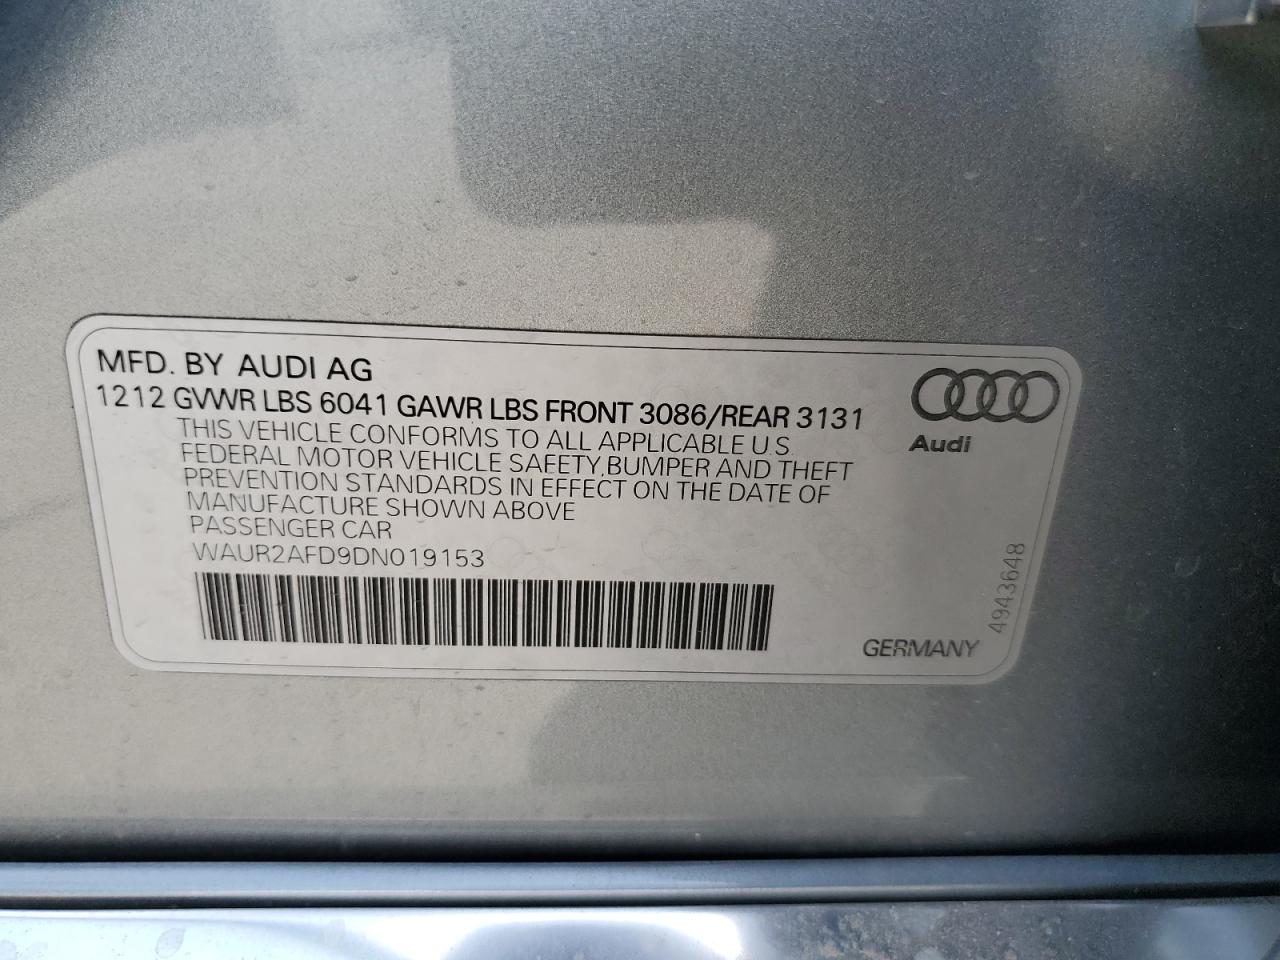 MFD. BY AUDI AG
1212 GVWR LBS 6041 GAWR LBS FRONT 3086/REAR 3131
THIS VEHICLE CONFORMS TO ALL APPLICABLE U.S.
FEDERAL MOTOR VEHICLE SAFETY, BUMPER AND THEFT
PREVENTION STANDARDS IN EFFECT ON THE DATE OF
MANUFACTURE SHOWN ABOVE
PASSENGER CAR
WAUR2AFD9DN019153
Audi
GERMANY
4943648